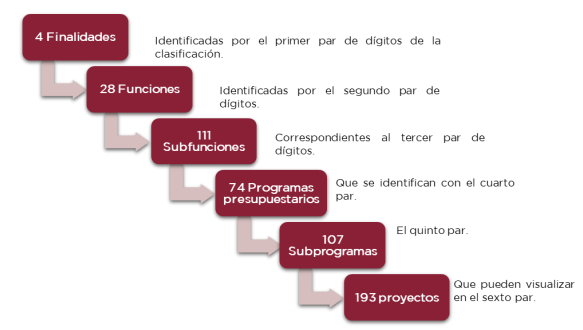 4 Finalidades
Identificadas por el primer par de dígitos de la
clasificación.
28 Funciones
Identificadas por el segundo par de
dígitos.
111
Subfunciones
Correspondientes al tercer par de
dígitos.
74 Programas
presupuestarios
Que se identifican con el cuarto
par.
107
Subprogramas
El quinto par.
193 proyectos
Que pueden visualizar
en el sexto par.